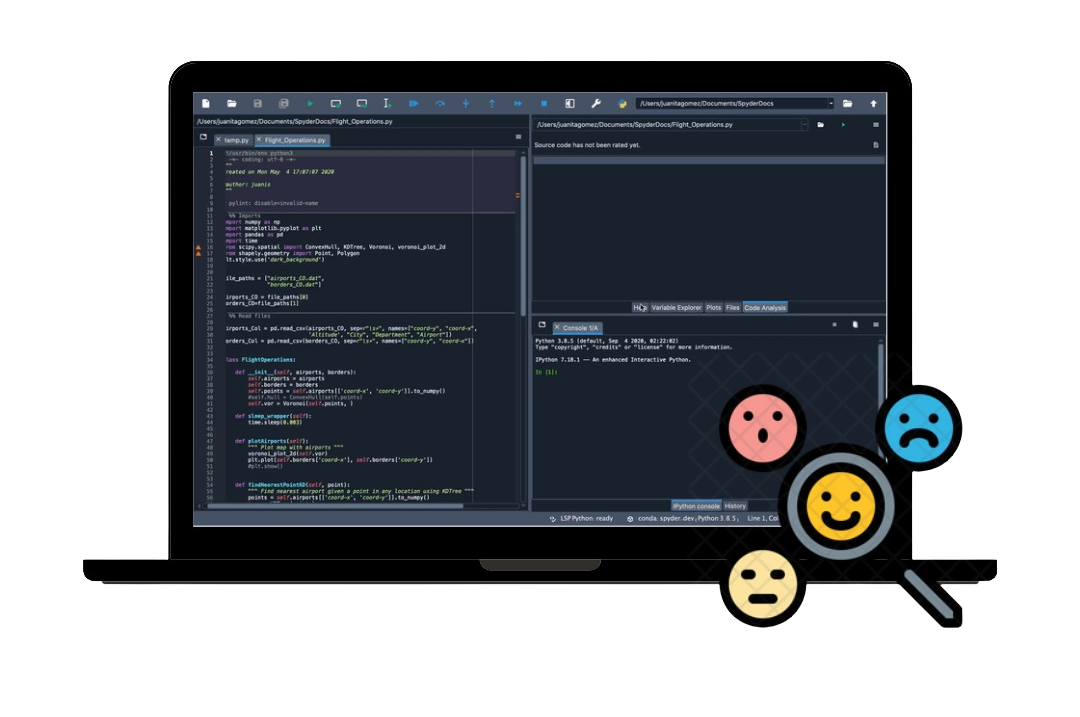 /Users/juanitagomez/Documents/SpyderDocs
/Users/juanitagomez/Documents/SpyderDocs/Flight_Operations.py
temp.py Flight_Operations.py
1 !/usr/bin/env python3
2 -*- coding: utf-8 -*-
3 ""
4 reated on Mon May  4 17:07:07 2020
5
6 author: juanis
7 ""
8
9 pylint: disable=invalid-name
10
11 %% Imports
12 mport numpy as np
13 mport matplotlib.pyplot as plt
14 mport pandas as pd
15 mport time
16 rom scipy.spatial import ConvexHull, KDTree, Voronoi, voronoi_plot_2d
17 rom shapely.geometry import Point, Polygon
18 lt.style.use('dark_background')
19
20
21 ile_paths = ["airports_CO.dat",
22 "borders_CO.dat"]
23
24 irports_CO = file_paths[0]
25 orders_CO=file_paths[1]
26
27 %% Read files
28
29 irports_Col = pd.read_csv(airports_CO, sep=r"\s+", names=["coord-y", "coord-x",
30 "Altitude", "City", "Department", "Airport"])
31 orders_Col = pd.read_csv(borders_CO, sep=r"\s+", names=["coord-y", "coord-x"])
32
33
34 lass FlightOperations:
35
36 def __init__(self, airports, borders):
37 self.airports = airports
38 self.borders = borders
39 self.points = self.airports[['coord-x', 'coord-y']].to_numpy()
40 #self.hull = ConvexHull(self.points)
41 self.vor = Voronoi(self.points, )
42
43 def sleep_wrapper(self):
44 time.sleep(0.003)
45
46
47 def plotAirports(self):
48 """ Plot map with airports """
49 voronoi_plot_2d(self.vor)
50 plt.plot(self.borders['coord-x'], self.borders['coord-y'])
51 #plt.show()
52
53
54 def findNearestPointKD(self, point):
55 """ Find nearest airport given a point in any location using KDTree """
56 points = self.airports[['coord-x', 'coord-y']].to_numpy()
/Users/juanitagomez/Documents/SpyderDocs/Flight_Operations.py
Source code has not been rated yet.
Help Variable Explorer Plots Files Code Analysis
Console 1/A
Python 3.8.5 (default, Sep  4 2020, 02:22:02)
Type "copyright", "credits" or "license" for more information.
IPython 7.18.1 -- An enhanced Interactive Python.
In [1]:
IPython console History
LSP Python: ready conda: spyder-dev (Python 3.8.5) Line 1, Col